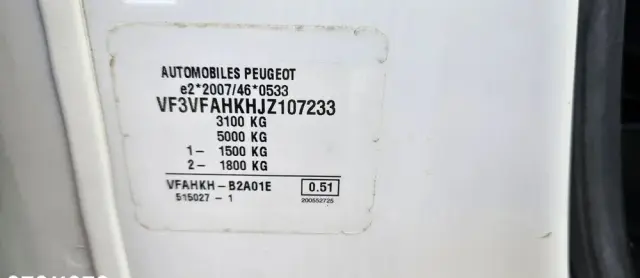 AUTOMOBILES PEUGEOT
e2*2007/46*0533
VF3VFAHKHJZ107233
3100 KG
5000 KG
1- 1500 KG
2- 1800 KG
VFAHKH-B2A01E 0.51
515027-1 200552725